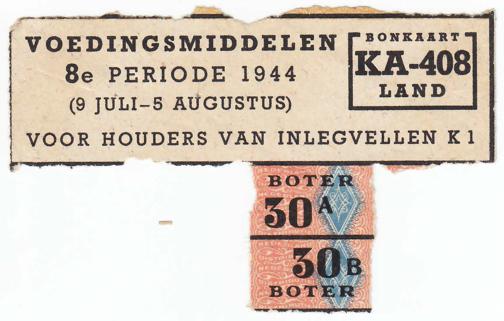 VOEDINGSMIDDELEN
8e PERIODE 1944
(9 JULI-5 AUGUSTUS)
VOOR HOUDERS VAN INLEGVELLEN K1
BONKAART
KA-408
LAND
BOTER
30A
30B
BOTER